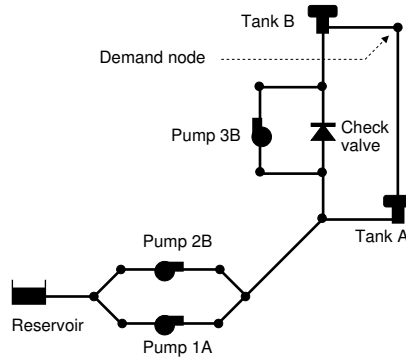 Tank B
Demand node
Pump 3B
Check
valve
Tank A
Pump 2B
Reservoir
Pump 1A